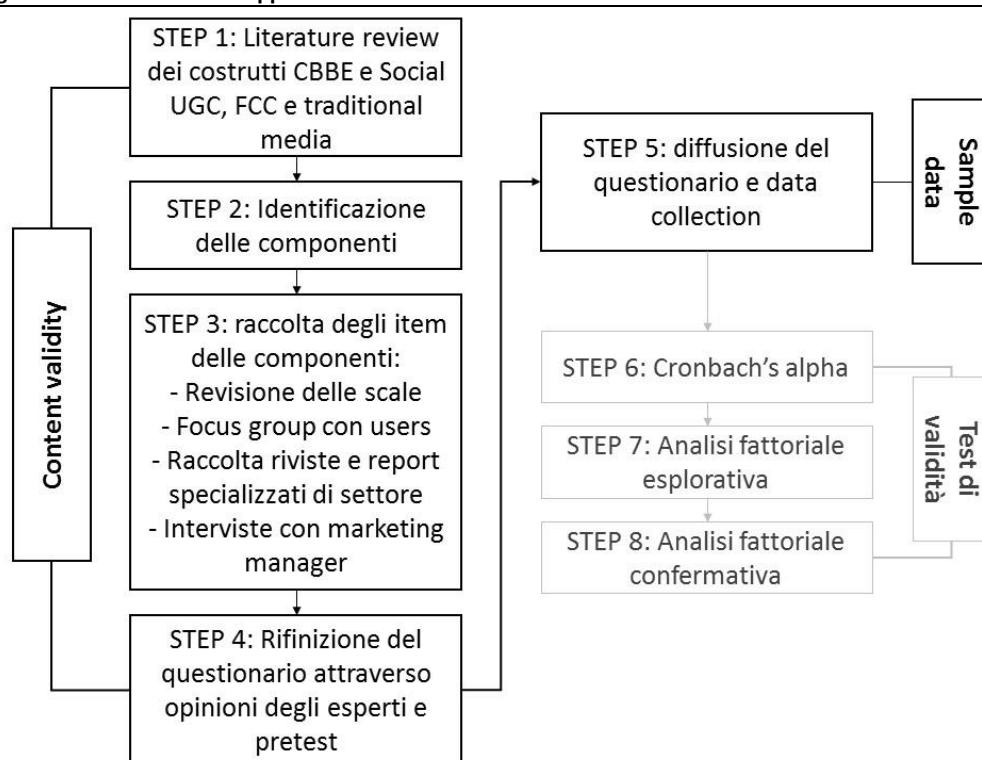 STEP 1: Literature review
dei costrutti CBBE e Social
UGC, FCC e traditional
media
STEP 2: Identificazione
delle componenti
STEP 3: raccolta degli item
delle componenti:
- Revisione delle scale
- Focus group con users
- Raccolta riviste e report
specializzati di settore
- Interviste con marketing
manager
STEP 4: Rifinizione del
questionario attraverso
opinioni degli esperti e
pretest
Content validity
STEP 5: diffusione del
questionario e data
collection
Sample
data
STEP 6: Cronbach’s alpha
STEP 7: Analisi fattoriale
esplorativa
STEP 8: Analisi fattoriale
confermativa
Test di
validità